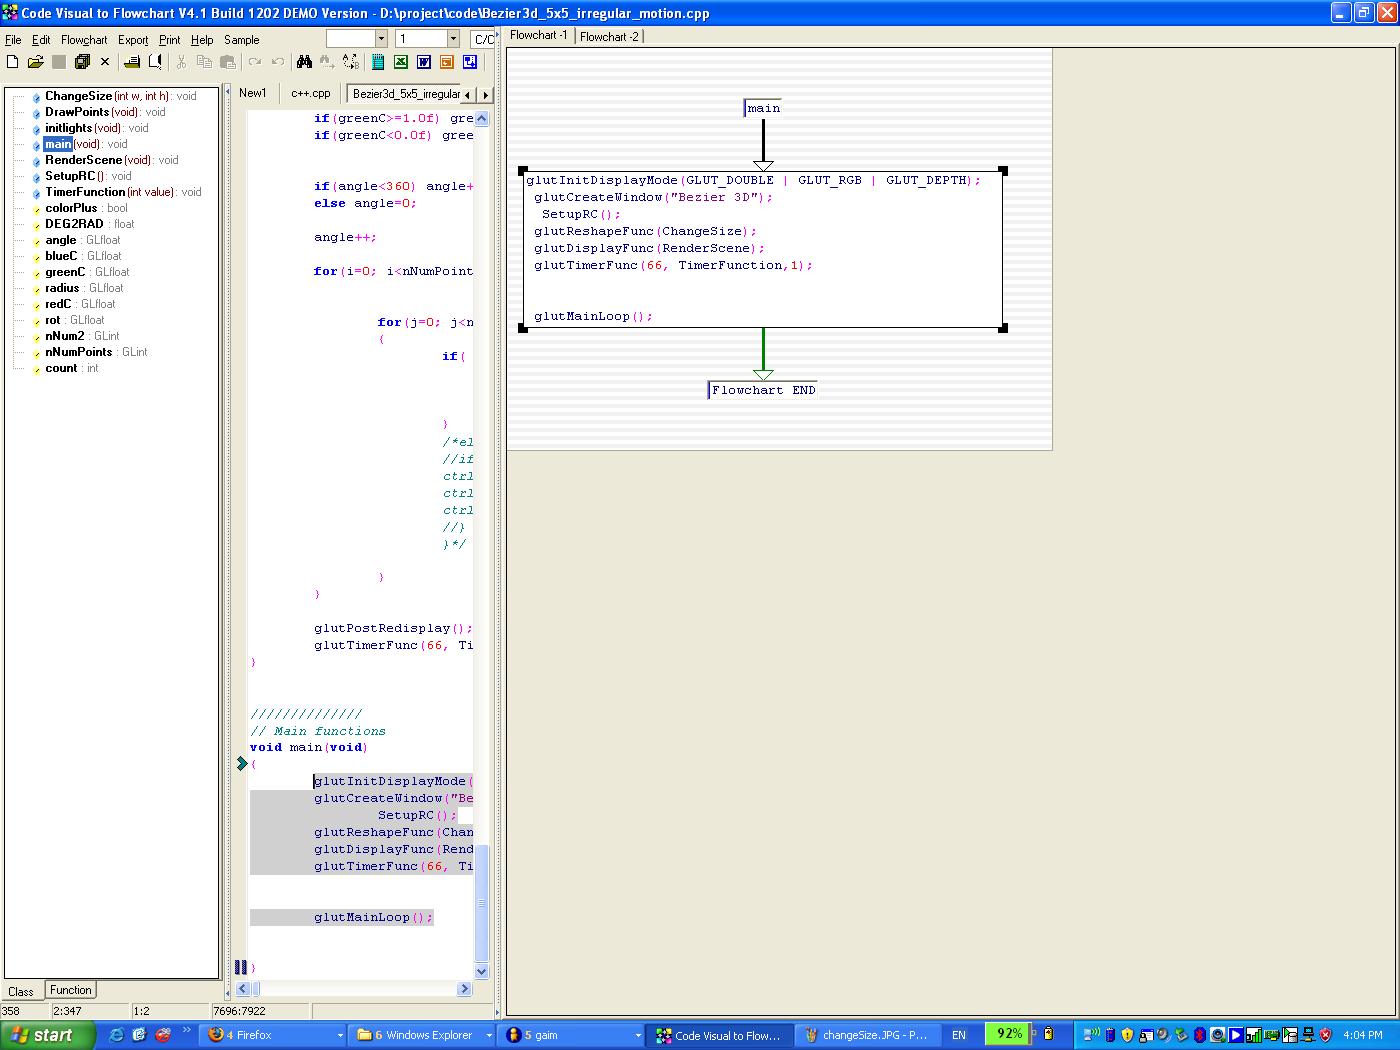 Code Visual to Flowchart V4.1 Build 1202 DEMO Version - D:\project\code\Bezier3d_5x5_irregular_motion.cpp
File Edit Flowchart Export Print Help Sample 1 C/C
Flowchart -1 Flowchart -2
New1 c++.cpp Bezier3d_5x5_irregular
ChangeSize(int w, int h) : void
DrawPoints(void) : void
initlights(void) : void
main(void) : void
RenderScene(void) : void
SetupRC() : void
TimerFunction(int value) : void
colorPlus : bool
DEG2RAD : float
angle : GLfloat
blueC : GLfloat
greenC : GLfloat
radius : GLfloat
redC : GLfloat
rot : GLfloat
nNum2 : GLint
nNumPoints : GLint
count : int
Class Function
if(greenC>=1.0f) gre
if(greenC<0.0f) gree
if(angle<360) angle+
else angle=0;
angle++;
for(i=0; i<nNumPoint
for(j=0; j<n
{
if(
}
/*el
//if
ctrl
ctrl
ctrl
//}
}*/
}
}
glutPostRedisplay();
glutTimerFunc(66, Ti
}
//////////////
// Main functions
void main(void)
{
glutInitDisplayMode(
glutCreateWindow("Be
SetupRC();
glutReshapeFunc(Chan
glutDisplayFunc(Rend
glutTimerFunc(66, Ti
glutMainLoop();
}
main
glutInitDisplayMode(GLUT_DOUBLE | GLUT_RGB | GLUT_DEPTH);
glutCreateWindow("Bezier 3D");
SetupRC();
glutReshapeFunc(ChangeSize);
glutDisplayFunc(RenderScene);
glutTimerFunc(66, TimerFunction,1);
glutMainLoop();
Flowchart END
358 2:347 1:2 7696:7922
start 4 Firefox 6 Windows Explorer 5 gaim Code Visual to Flow... changeSize.JPG - P... EN 92% 4:04 PM